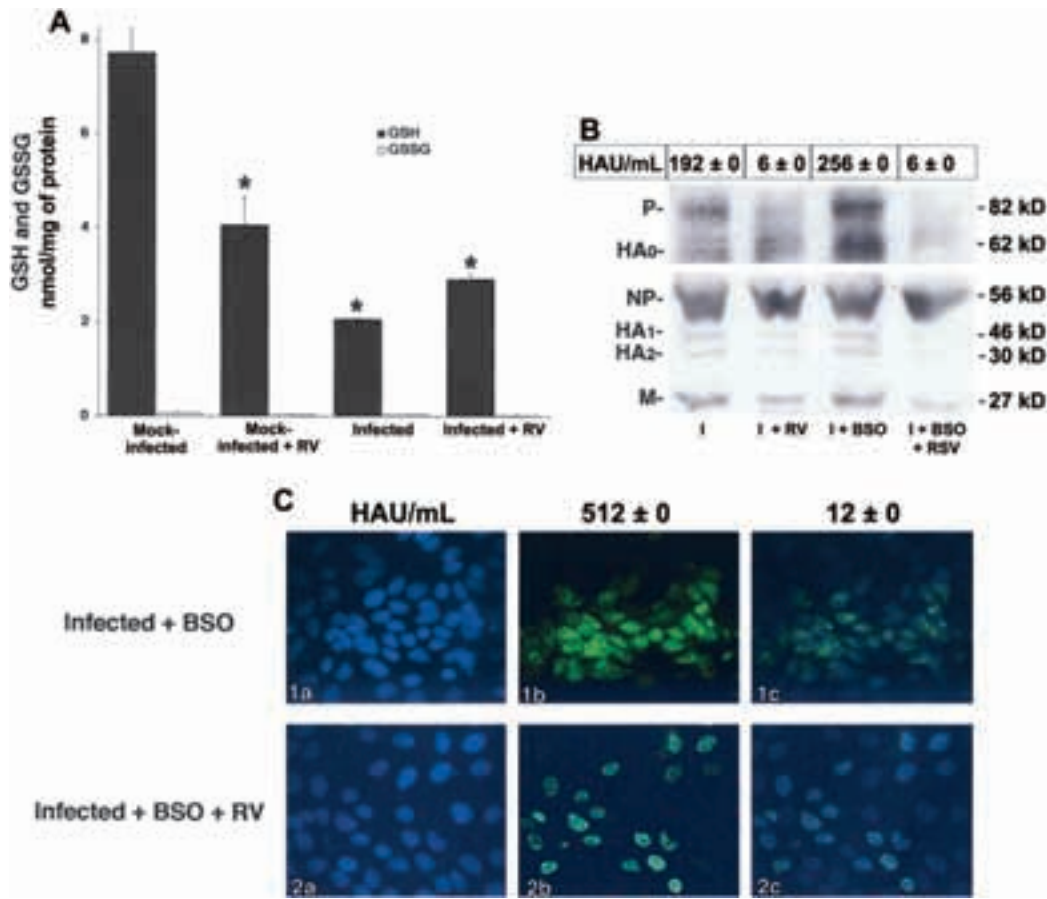 A
GSH and GSSG
nmol/mg of protein
8
6
4
2
0
GSH
GSSG
*
*
*
Mock-
infected
Mock-
infected + RV
Infected
Infected + RV
B
HAU/mL 192 ± 0 6 ± 0 256 ± 0 6 ± 0
P- - 82 kD
HA0- - 62 kD
NP- - 56 kD
HA1- - 46 kD
HA2- - 30 kD
M- - 27 kD
I I + RV I + BSO I + BSO
+ RSV
C
HAU/mL 512 ± 0 12 ± 0
Infected + BSO
1a 1b 1c
Infected + BSO + RV
2a 2b 2c